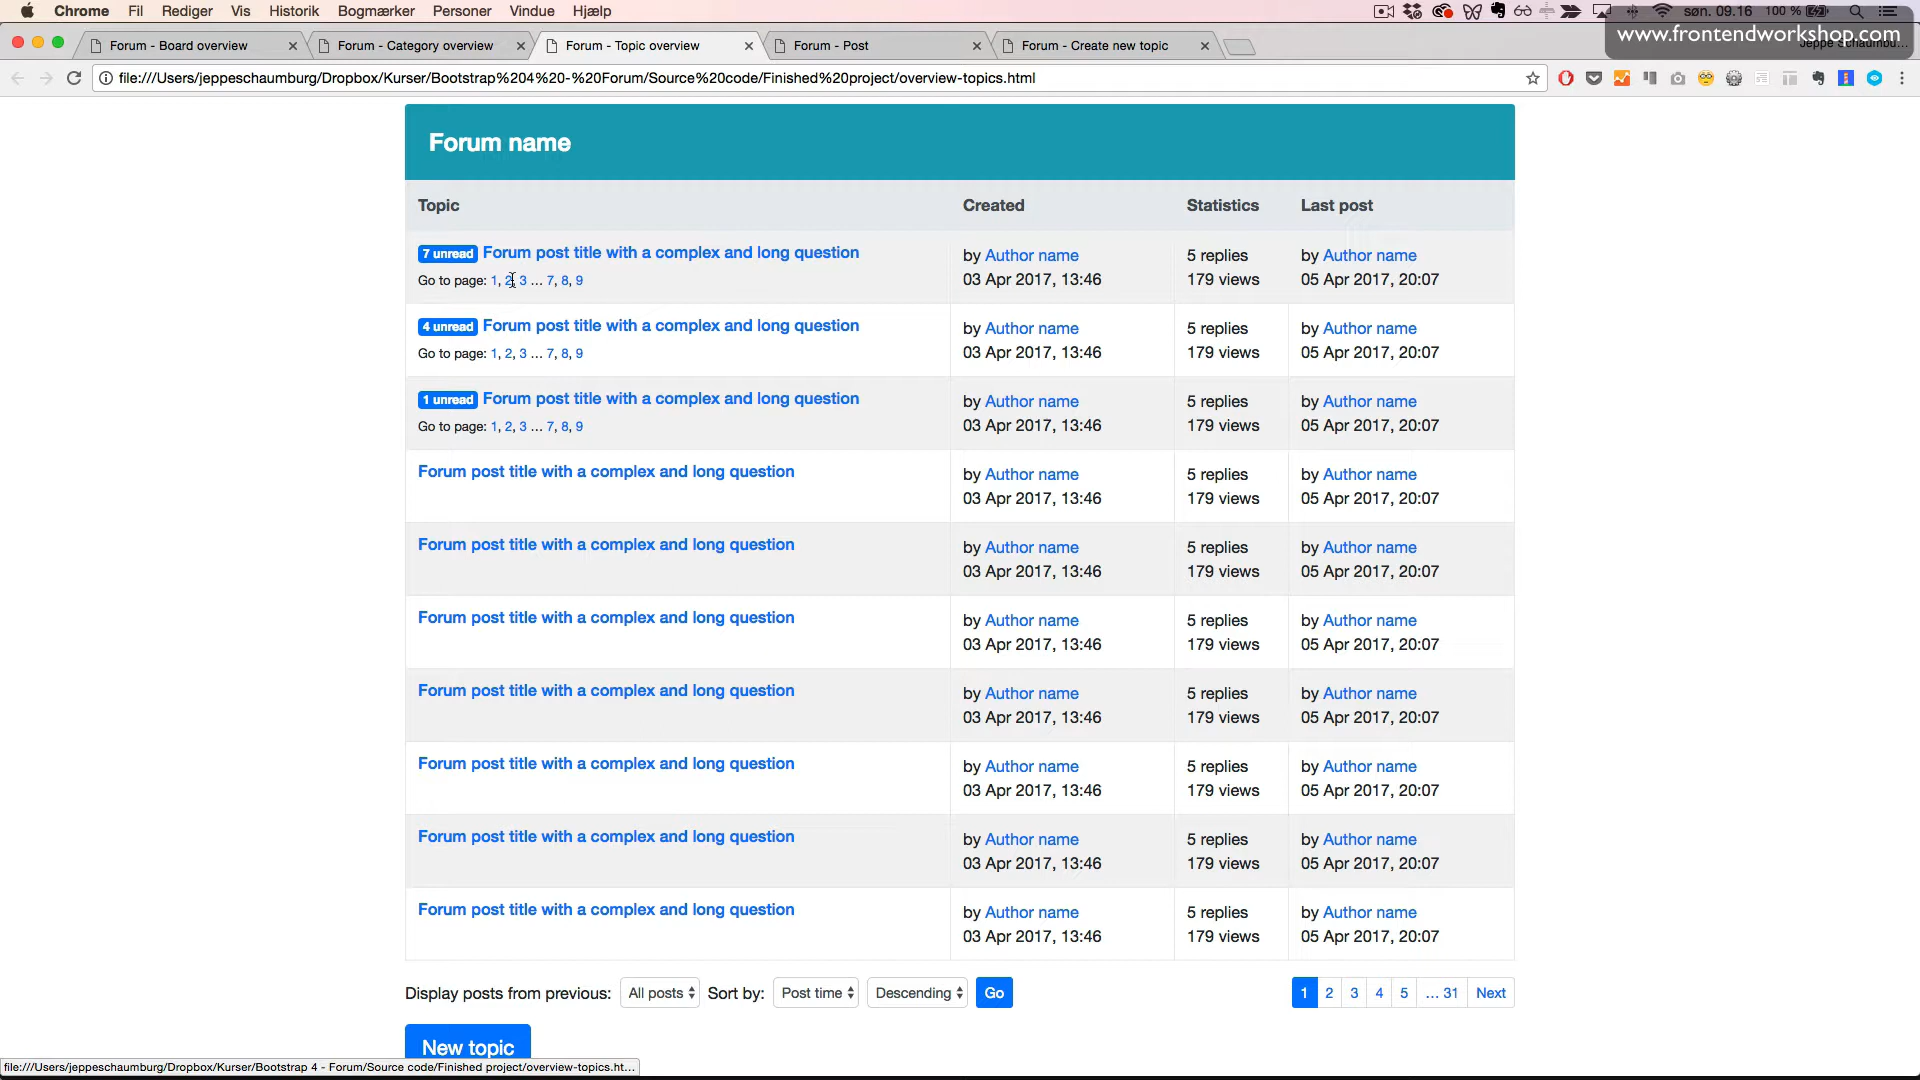 Chrome Fil Rediger Vis Historik Bogmærker Personer Vindue Hjælp søn. 09.16 100 %
www.frontendworkshop.com
Forum - Board overview Forum - Category overview Forum - Topic overview Forum - Post Forum - Create new topic
file:///Users/jeppeschaumburg/Dropbox/Kurser/Bootstrap%204%20-%20Forum/Source%20code/Finished%20project/overview-topics.html
Forum name
Topic Created Statistics Last post
7 unread Forum post title with a complex and long question by Author name 5 replies by Author name
Go to page: 1, 2, 3 ... 7, 8, 9 03 Apr 2017, 13:46 179 views 05 Apr 2017, 20:07
4 unread Forum post title with a complex and long question by Author name 5 replies by Author name
Go to page: 1, 2, 3 ... 7, 8, 9 03 Apr 2017, 13:46 179 views 05 Apr 2017, 20:07
1 unread Forum post title with a complex and long question by Author name 5 replies by Author name
Go to page: 1, 2, 3 ... 7, 8, 9 03 Apr 2017, 13:46 179 views 05 Apr 2017, 20:07
Forum post title with a complex and long question by Author name 5 replies by Author name
03 Apr 2017, 13:46 179 views 05 Apr 2017, 20:07
Forum post title with a complex and long question by Author name 5 replies by Author name
03 Apr 2017, 13:46 179 views 05 Apr 2017, 20:07
Forum post title with a complex and long question by Author name 5 replies by Author name
03 Apr 2017, 13:46 179 views 05 Apr 2017, 20:07
Forum post title with a complex and long question by Author name 5 replies by Author name
03 Apr 2017, 13:46 179 views 05 Apr 2017, 20:07
Forum post title with a complex and long question by Author name 5 replies by Author name
03 Apr 2017, 13:46 179 views 05 Apr 2017, 20:07
Forum post title with a complex and long question by Author name 5 replies by Author name
03 Apr 2017, 13:46 179 views 05 Apr 2017, 20:07
Forum post title with a complex and long question by Author name 5 replies by Author name
03 Apr 2017, 13:46 179 views 05 Apr 2017, 20:07
Display posts from previous: All posts Sort by: Post time Descending Go 1 2 3 4 5 ... 31 Next
New topic
file:///Users/jeppeschaumburg/Dropbox/Kurser/Bootstrap 4 - Forum/Source code/Finished project/overview-topics.ht...